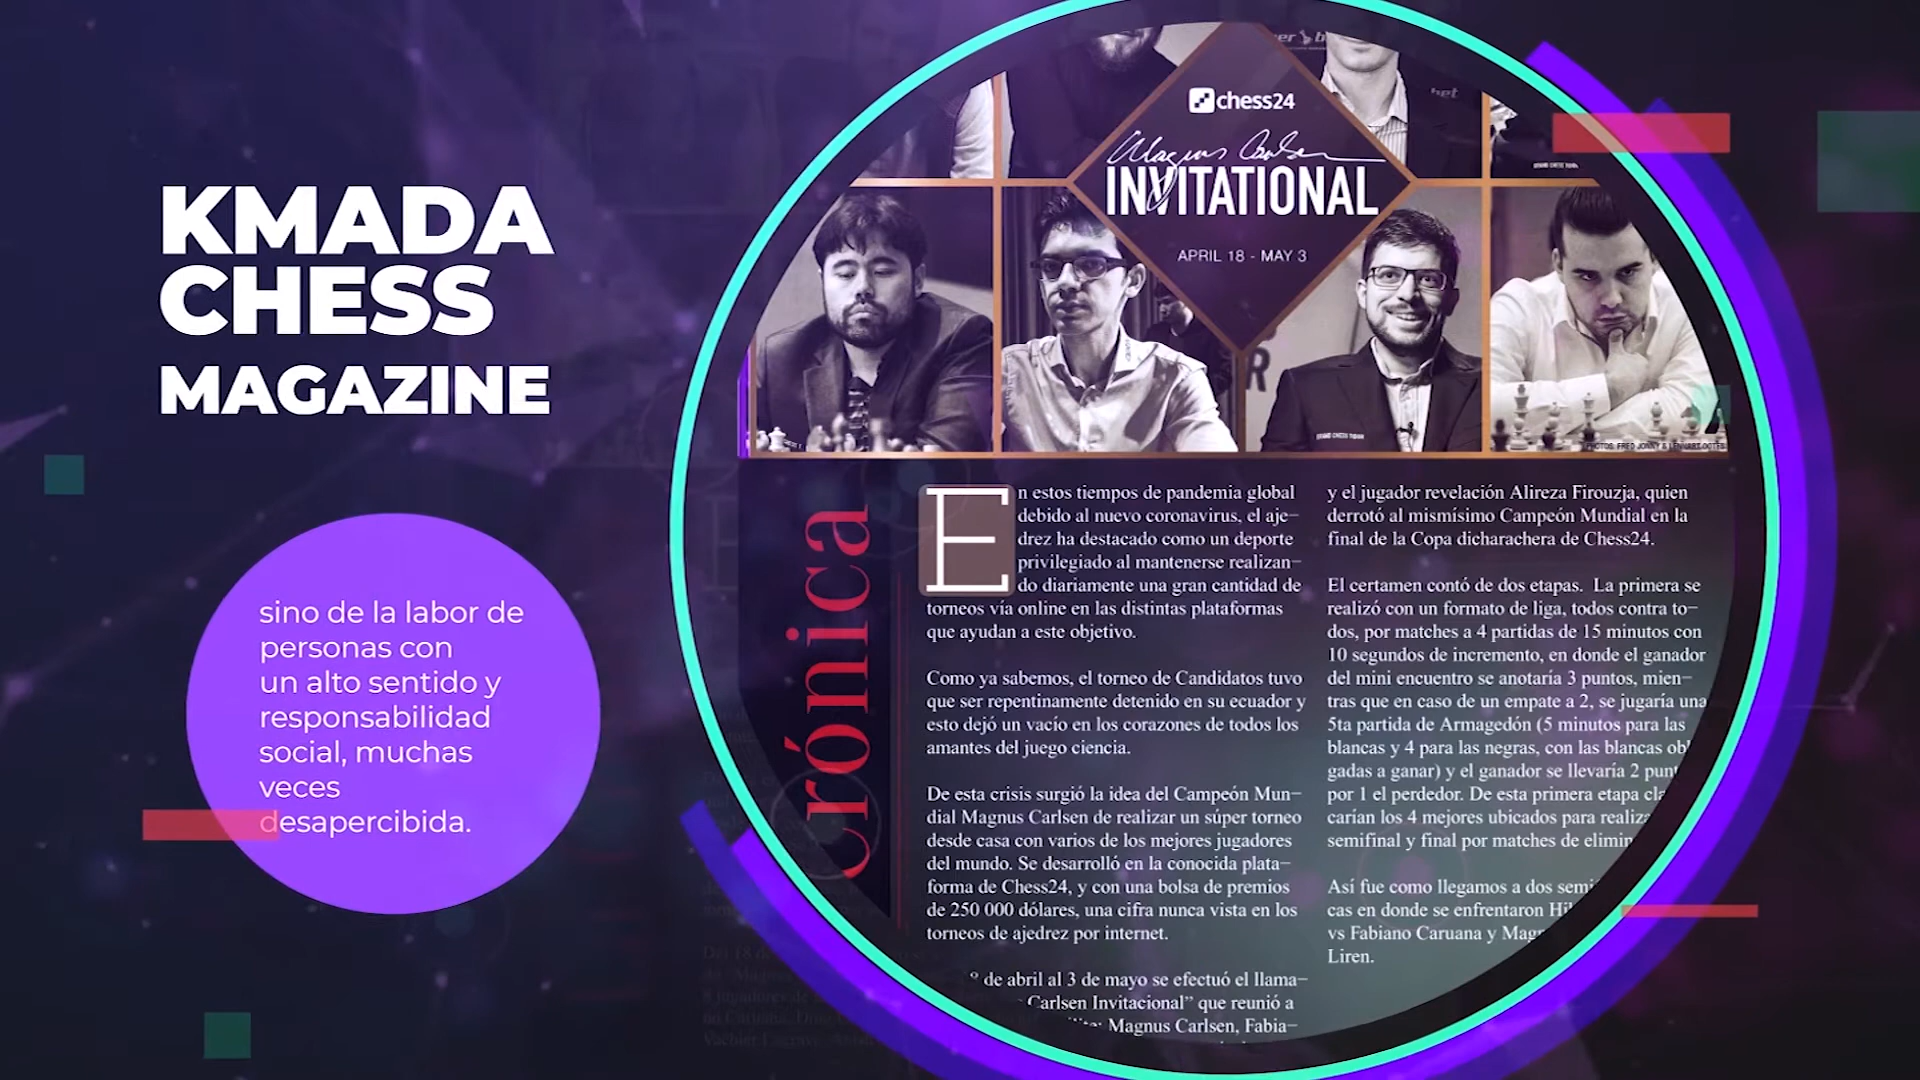 KMADA
CHESS
MAGAZINE
sino de la labor de
personas con
un alto sentido y
responsabilidad
social, muchas
veces
desapercibida.
chess24
Magnus Carlsen
INVITATIONAL
APRIL 18 - MAY 3
GRAND CHESS TOUR
crónica
En estos tiempos de pandemia global
debido al nuevo coronavirus, el aje-
drez ha destacado como un deporte
privilegiado al mantenerse realizan-
do diariamente una gran cantidad de
torneos vía online en las distintas plataformas
que ayudan a este objetivo.
Como ya sabemos, el torneo de Candidatos tuvo
que ser repentinamente detenido en su ecuador y
esto dejó un vacío en los corazones de todos los
amantes del juego ciencia.
De esta crisis surgió la idea del Campeón Mun-
dial Magnus Carlsen de realizar un súper torneo
desde casa con varios de los mejores jugadores
del mundo. Se desarrolló en la conocida plata-
forma de Chess24, y con una bolsa de premios
de 250 000 dólares, una cifra nunca vista en los
torneos de ajedrez por internet.
de abril al 3 de mayo se efectuó el llama-
Carlsen Invitacional" que reunió a
Magnus Carlsen, Fabia-
y el jugador revelación Alireza Firouzja, quien
derrotó al mismísimo Campeón Mundial en la
final de la Copa dicharachera de Chess24.
El certamen contó de dos etapas. La primera se
realizó con un formato de liga, todos contra to-
dos, por matches a 4 partidas de 15 minutos con
10 segundos de incremento, en donde el ganador
del mini encuentro se anotaría 3 puntos, mien-
tras que en caso de un empate a 2, se jugaría una
5ta partida de Armagedón (5 minutos para las
blancas y 4 para las negras, con las blancas obl
gadas a ganar) y el ganador se llevaría 2 punt
por 1 el perdedor. De esta primera etapa cla
carían los 4 mejores ubicados para realiza
semifinal y final por matches de elimin
Así fue como llegamos a dos semi
cas en donde se enfrentaron Hi
vs Fabiano Caruana y Magn
Liren.